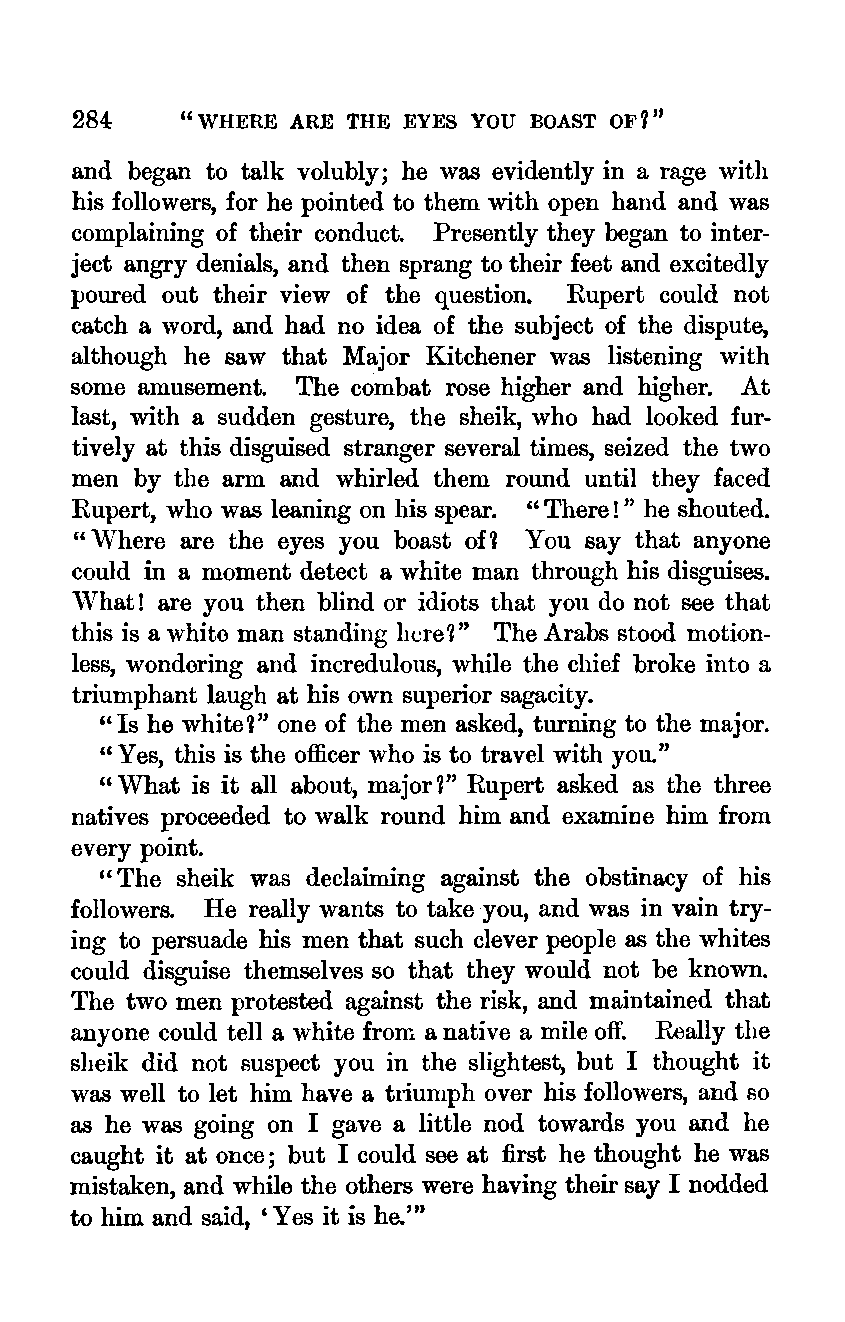 284 "WHERE ARE THE EYES YOU BOAST OF?"
and began to talk volubly; he was evidently in a rage with
his followers, for he pointed to them with open hand and was
complaining of their conduct. Presently they began to inter-
ject angry denials, and then sprang to their feet and excitedly
poured out their view of the question. Rupert could not
catch a word, and had no idea of the subject of the dispute,
although he saw that Major Kitchener was listening with
some amusement. The combat rose higher and higher. At
last, with a sudden gesture, the sheik, who had looked fur-
tively at this disguised stranger several times, seized the two
men by the arm and whirled them round until they faced
Rupert, who was leaning on his spear. "There!" he shouted.
"Where are the eyes you boast of? You say that anyone
could in a moment detect a white man through his disguises.
What! are you then blind or idiots that you do not see that
this is a white man standing here?" The Arabs stood motion-
less, wondering and incredulous, while the chief broke into a
triumphant laugh at his own superior sagacity.
"Is he white?" one of the men asked, turning to the major.
"Yes, this is the officer who is to travel with you."
"What is it all about, major?" Rupert asked as the three
natives proceeded to walk round him and examine him from
every point.
"The sheik was declaiming against the obstinacy of his
followers. He really wants to take you, and was in vain try-
ing to persuade his men that such clever people as the whites
could disguise themselves so that they would not be known.
The two men protested against the risk, and maintained that
anyone could tell a white from a native a mile off. Really the
sheik did not suspect you in the slightest, but I thought it
was well to let him have a triumph over his followers, and so
as he was going on I gave a little nod towards you and he
caught it at once; but I could see at first he thought he was
mistaken, and while the others were having their say I nodded
to him and said, 'Yes it is he.'"